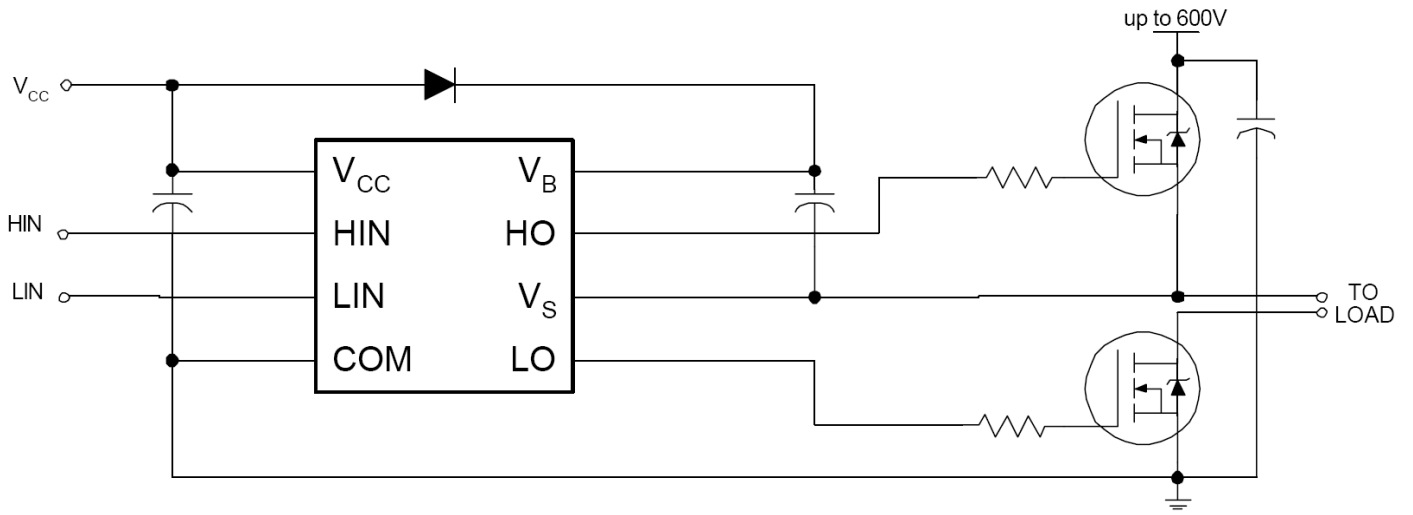 up to 600V
VCC
VCC VB
HIN
HIN HO
LIN
LIN VS
TO
LOAD
COM LO